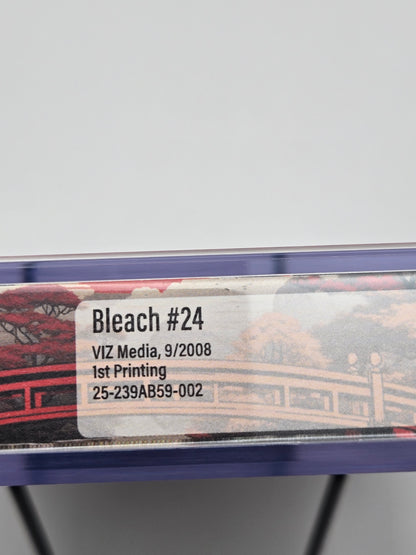 Bleach #24
VIZ Media, 9/2008
1st Printing
25-239AB59-002